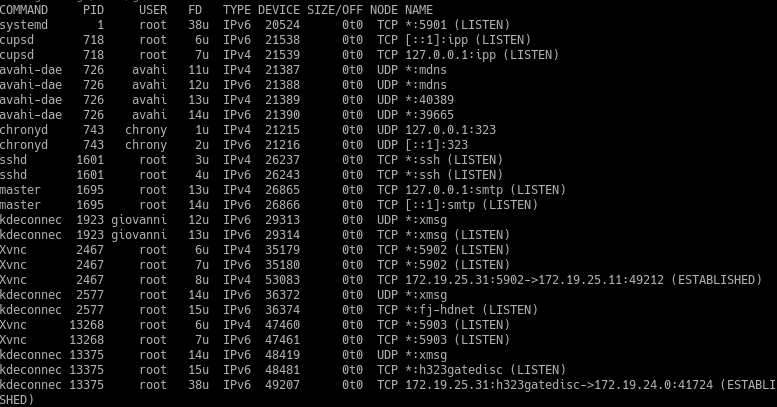 COMMAND PID USER FD TYPE DEVICE SIZE/OFF NODE NAME
systemd 1 root 38u IPv6 20524 0t0 TCP *:5901 (LISTEN)
cupsd 718 root 6u IPv6 21538 0t0 TCP [::1]:ipp (LISTEN)
cupsd 718 root 7u IPv4 21539 0t0 TCP 127.0.0.1:ipp (LISTEN)
avahi-dae 726 avahi 11u IPv4 21387 0t0 UDP *:mdns
avahi-dae 726 avahi 12u IPv6 21388 0t0 UDP *:mdns
avahi-dae 726 avahi 13u IPv4 21389 0t0 UDP *:40389
avahi-dae 726 avahi 14u IPv6 21390 0t0 UDP *:39665
chronyd 743 chrony 1u IPv4 21215 0t0 UDP 127.0.0.1:323
chronyd 743 chrony 2u IPv6 21216 0t0 UDP [::1]:323
sshd 1601 root 3u IPv4 26237 0t0 TCP *:ssh (LISTEN)
sshd 1601 root 4u IPv6 26243 0t0 TCP *:ssh (LISTEN)
master 1695 root 13u IPv4 26865 0t0 TCP 127.0.0.1:smtp (LISTEN)
master 1695 root 14u IPv6 26866 0t0 TCP [::1]:smtp (LISTEN)
kdeconnec 1923 giovanni 12u IPv6 29313 0t0 UDP *:xmsg
kdeconnec 1923 giovanni 13u IPv6 29314 0t0 TCP *:xmsg (LISTEN)
Xvnc 2467 root 6u IPv4 35179 0t0 TCP *:5902 (LISTEN)
Xvnc 2467 root 7u IPv6 35180 0t0 TCP *:5902 (LISTEN)
Xvnc 2467 root 8u IPv4 53083 0t0 TCP 172.19.25.31:5902->172.19.25.11:49212 (ESTABLISHED)
kdeconnec 2577 root 14u IPv6 36372 0t0 UDP *:xmsg
kdeconnec 2577 root 15u IPv6 36374 0t0 TCP *:fj-hdnet (LISTEN)
Xvnc 13268 root 6u IPv4 47460 0t0 TCP *:5903 (LISTEN)
Xvnc 13268 root 7u IPv6 47461 0t0 TCP *:5903 (LISTEN)
kdeconnec 13375 root 14u IPv6 48419 0t0 UDP *:xmsg
kdeconnec 13375 root 15u IPv6 48481 0t0 TCP *:h323gatedisc (LISTEN)
kdeconnec 13375 root 38u IPv6 49207 0t0 TCP 172.19.25.31:h323gatedisc->172.19.24.0:41724 (ESTABLI
SHED)